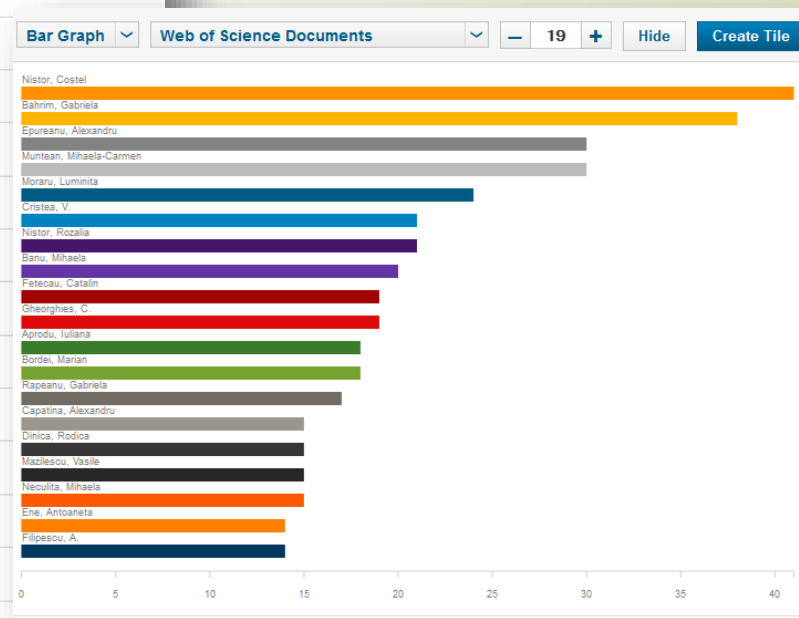 Bar Graph Web of Science Documents – 19 + Hide Create Tile
Nistor, Costel
Bahrim, Gabriela
Epureanu, Alexandru
Muntean, Mihaela-Carmen
Moraru, Luminita
Cristea, V.
Nistor, Rozalia
Banu, Mihaela
Fetecau, Catalin
Gheorghies, C.
Aprodu, Iuliana
Bordei, Marian
Rapeanu, Gabriela
Capatina, Alexandru
Dinica, Rodica
Mazilescu, Vasile
Neculita, Mihaela
Ene, Antoaneta
Filipescu, A.
0 5 10 15 20 25 30 35 40